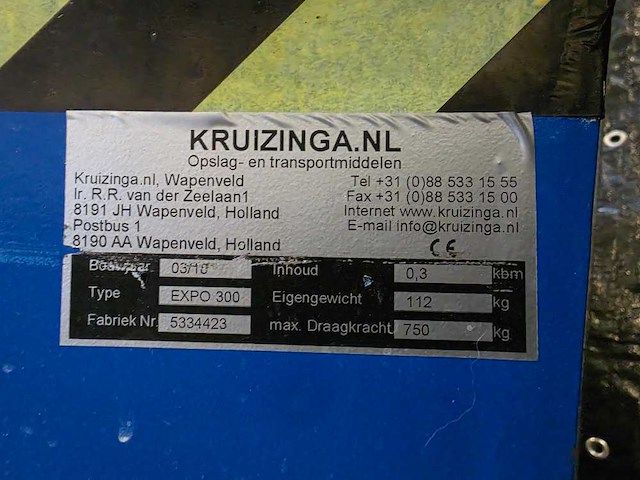 KRUIZINGA.NL
Opslag- en transportmiddelen
Kruizinga.nl, Wapenveld Tel +31 (0)88 533 15 55
Ir. R.R. van der Zeelaan1 Fax +31 (0)88 533 15 00
8191 JH Wapenveld, Holland Internet www.kruizinga.nl
Postbus 1 E-mail info@kruizinga.nl
8190 AA Wapenveld, Holland CE
Bouwjaar 03/10 Inhoud 0,3 kbm
Type EXPO 300 Eigengewicht 112 kg
Fabriek Nr. 5334423 max. Draagkracht 750 kg